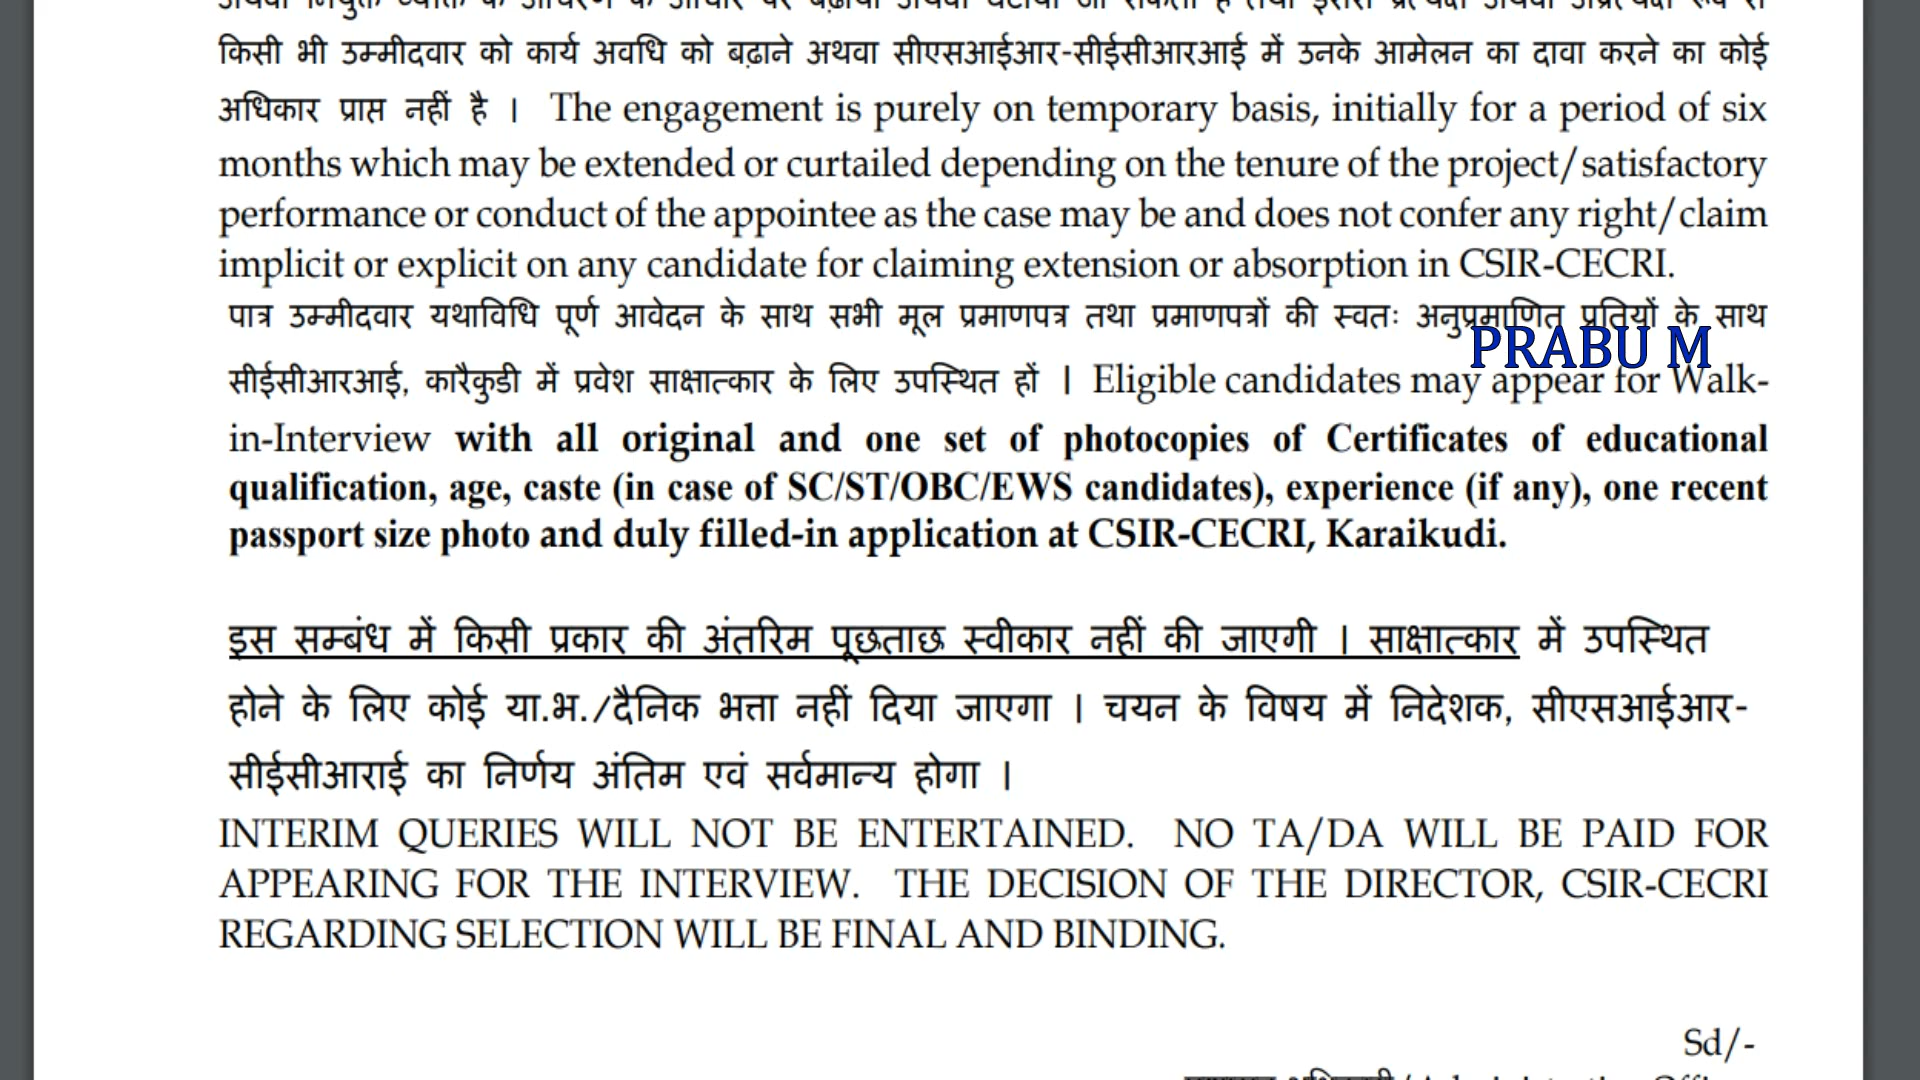 किसी भी उम्मीदवार को कार्य अवधि को बढ़ाने अथवा सीएसआईआर-सीईसीआरआई में उनके आमेलन का दावा करने का कोई
अधिकार प्राप्त नहीं है । The engagement is purely on temporary basis, initially for a period of six
months which may be extended or curtailed depending on the tenure of the project/satisfactory
performance or conduct of the appointee as the case may be and does not confer any right/claim
implicit or explicit on any candidate for claiming extension or absorption in CSIR-CECRI.
पात्र उम्मीदवार यथाविधि पूर्ण आवेदन के साथ सभी मूल प्रमाणपत्र तथा प्रमाणपत्रों की स्वतः अनुप्रमाणित प्रतियों के साथ
PRABU M
सीईसीआरआई, कारैकुडी में प्रवेश साक्षात्कार के लिए उपस्थित हों । Eligible candidates may appear for Walk-
in-Interview with all original and one set of photocopies of Certificates of educational
qualification, age, caste (in case of SC/ST/OBC/EWS candidates), experience (if any), one recent
passport size photo and duly filled-in application at CSIR-CECRI, Karaikudi.
इस सम्बंध में किसी प्रकार की अंतरिम पूछताछ स्वीकार नहीं की जाएगी । साक्षात्कार में उपस्थित
होने के लिए कोई या.भ./दैनिक भत्ता नहीं दिया जाएगा । चयन के विषय में निदेशक, सीएसआईआर-
सीईसीआराई का निर्णय अंतिम एवं सर्वमान्य होगा ।
INTERIM QUERIES WILL NOT BE ENTERTAINED. NO TA/DA WILL BE PAID FOR
APPEARING FOR THE INTERVIEW. THE DECISION OF THE DIRECTOR, CSIR-CECRI
REGARDING SELECTION WILL BE FINAL AND BINDING.
Sd/-